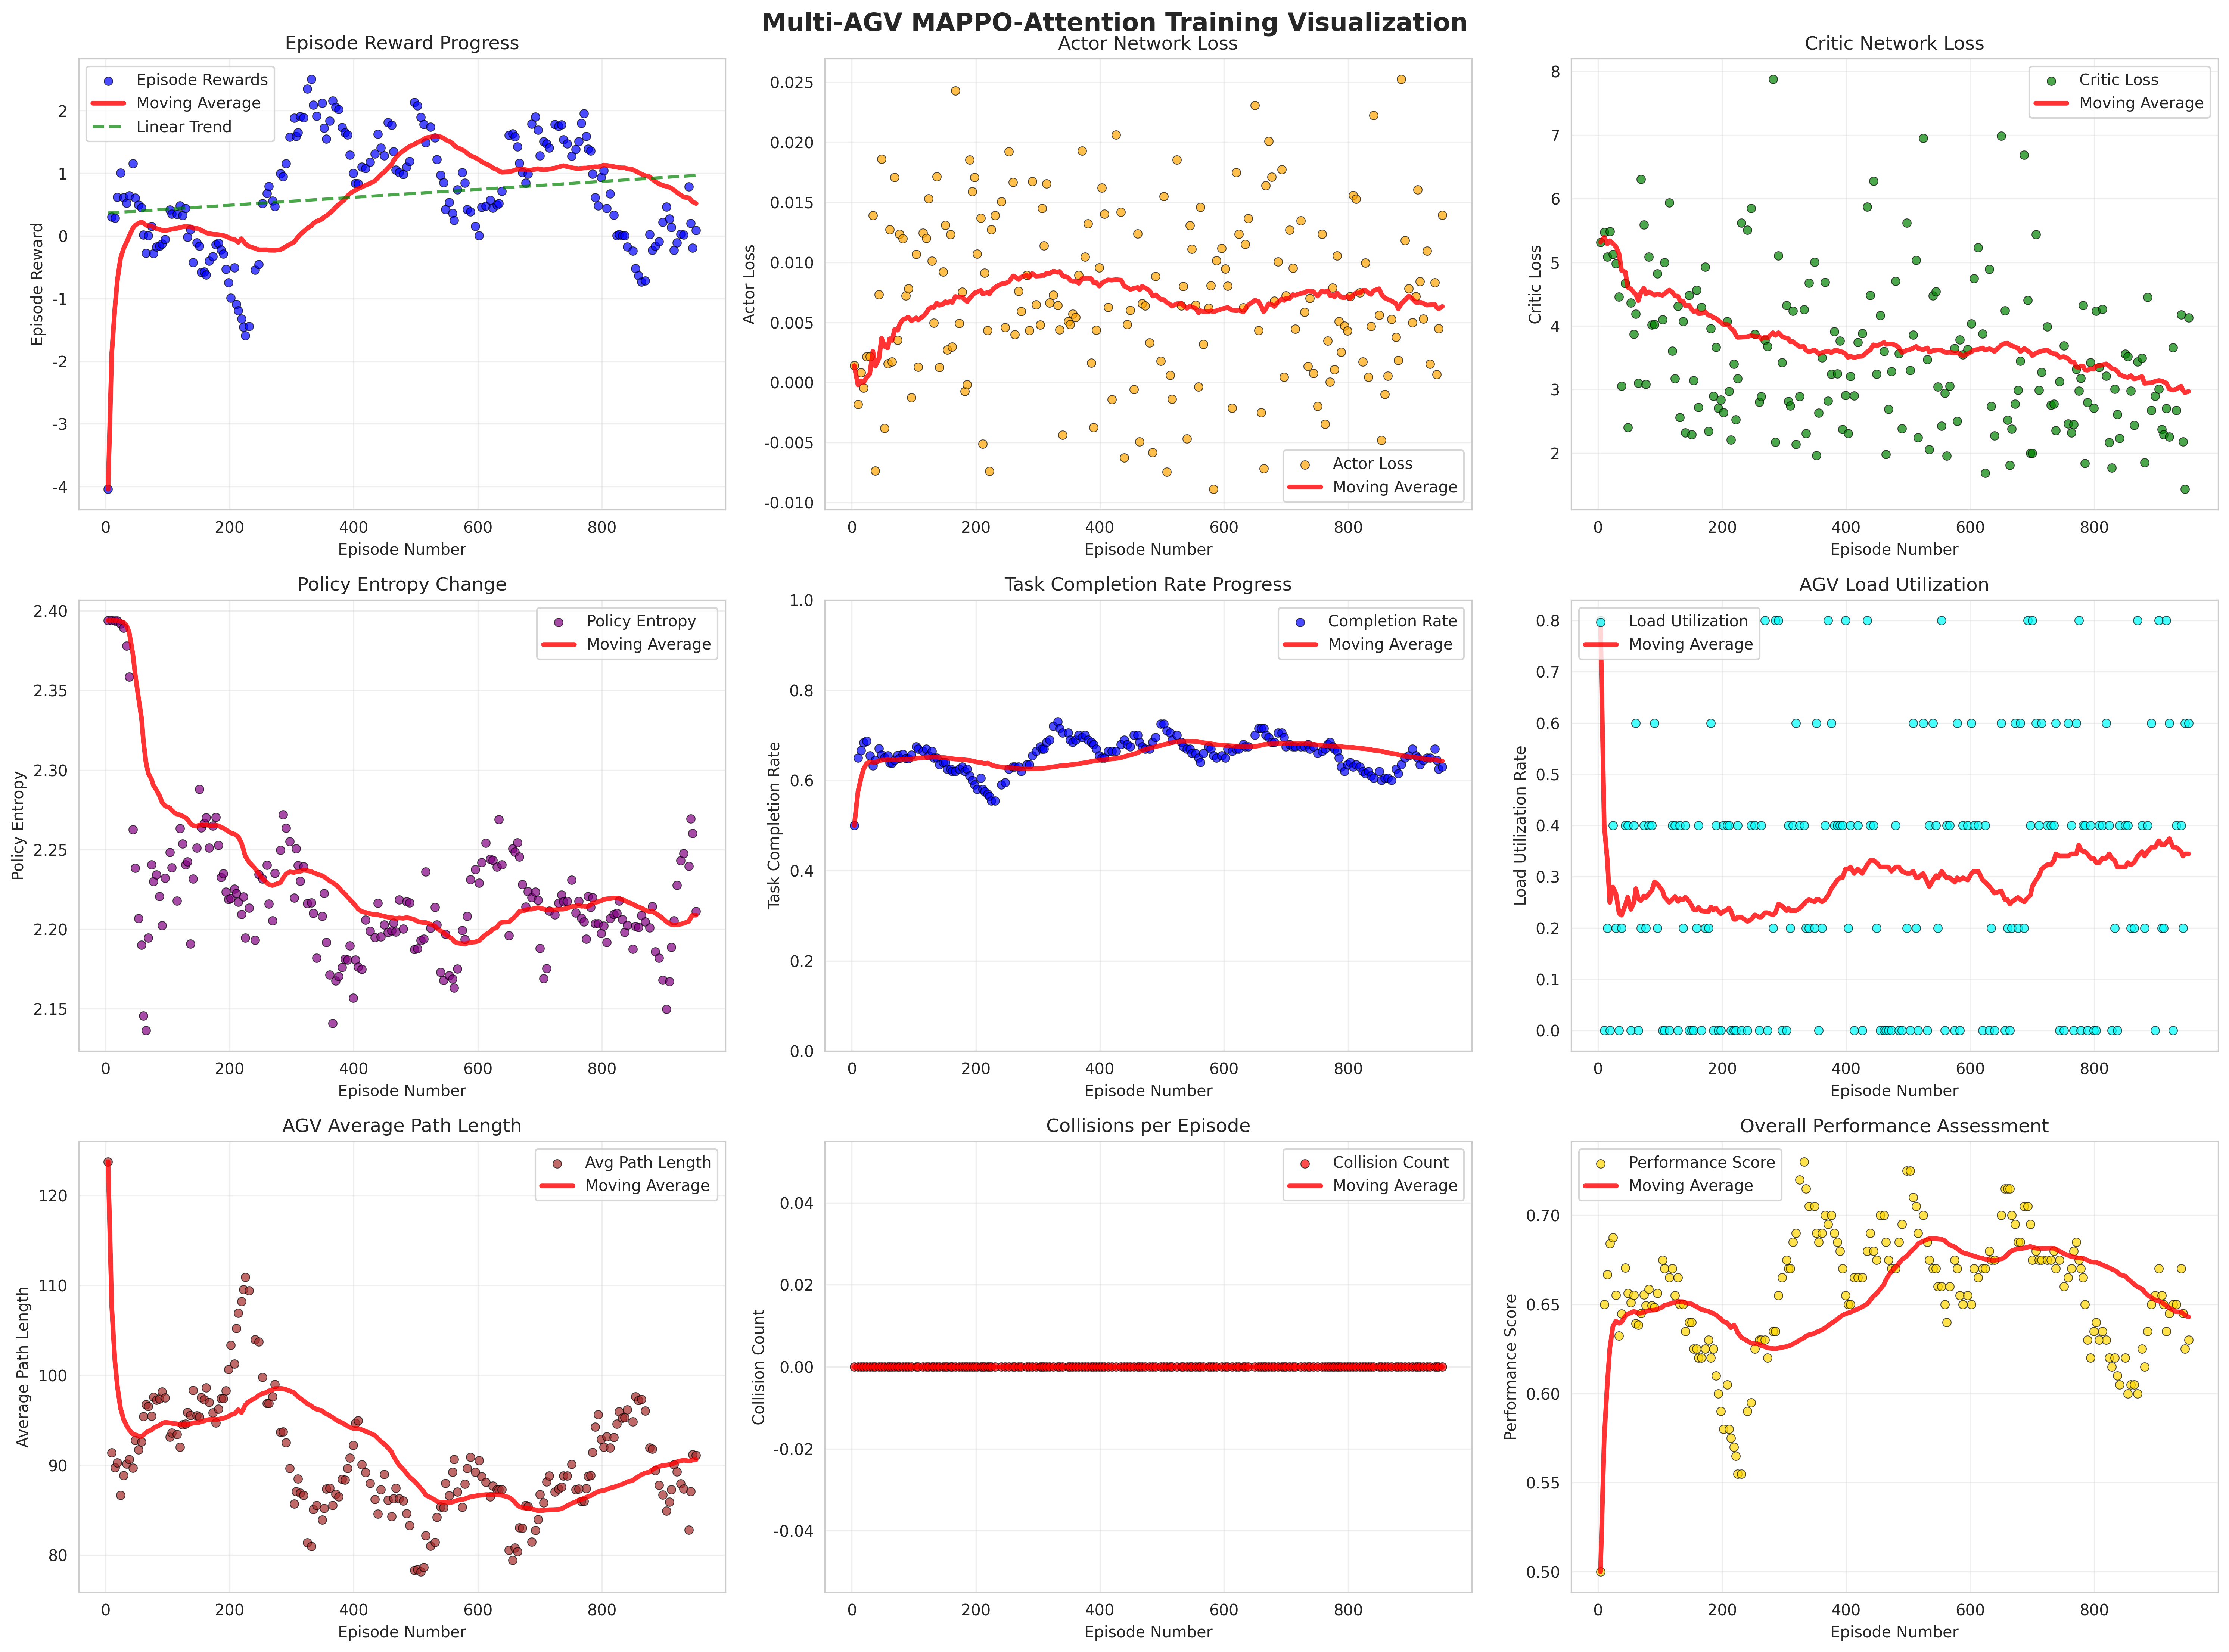 Multi-AGV MAPPO-Attention Training Visualization
Episode Reward Progress
Episode Rewards
Moving Average
Linear Trend
2
1
0
-1
-2
-3
-4
Episode Reward
0 200 400 600 800
Episode Number
Actor Network Loss
0.025
0.020
0.015
0.010
0.005
0.000
-0.005
-0.010
Actor Loss
Actor Loss
Moving Average
0 200 400 600 800
Episode Number
Critic Network Loss
Critic Loss
Moving Average
8
7
6
5
4
3
2
Critic Loss
0 200 400 600 800
Episode Number
Policy Entropy Change
Policy Entropy
Moving Average
2.40
2.35
2.30
2.25
2.20
2.15
Policy Entropy
0 200 400 600 800
Episode Number
Task Completion Rate Progress
Completion Rate
Moving Average
1.0
0.8
0.6
0.4
0.2
0.0
Task Completion Rate
0 200 400 600 800
Episode Number
AGV Load Utilization
Load Utilization
Moving Average
0.8
0.7
0.6
0.5
0.4
0.3
0.2
0.1
0.0
Load Utilization Rate
0 200 400 600 800
Episode Number
AGV Average Path Length
Avg Path Length
Moving Average
120
110
100
90
80
Average Path Length
0 200 400 600 800
Episode Number
Collisions per Episode
Collision Count
Moving Average
0.04
0.02
0.00
-0.02
-0.04
Collision Count
0 200 400 600 800
Episode Number
Overall Performance Assessment
Performance Score
Moving Average
0.70
0.65
0.60
0.55
0.50
Performance Score
0 200 400 600 800
Episode Number